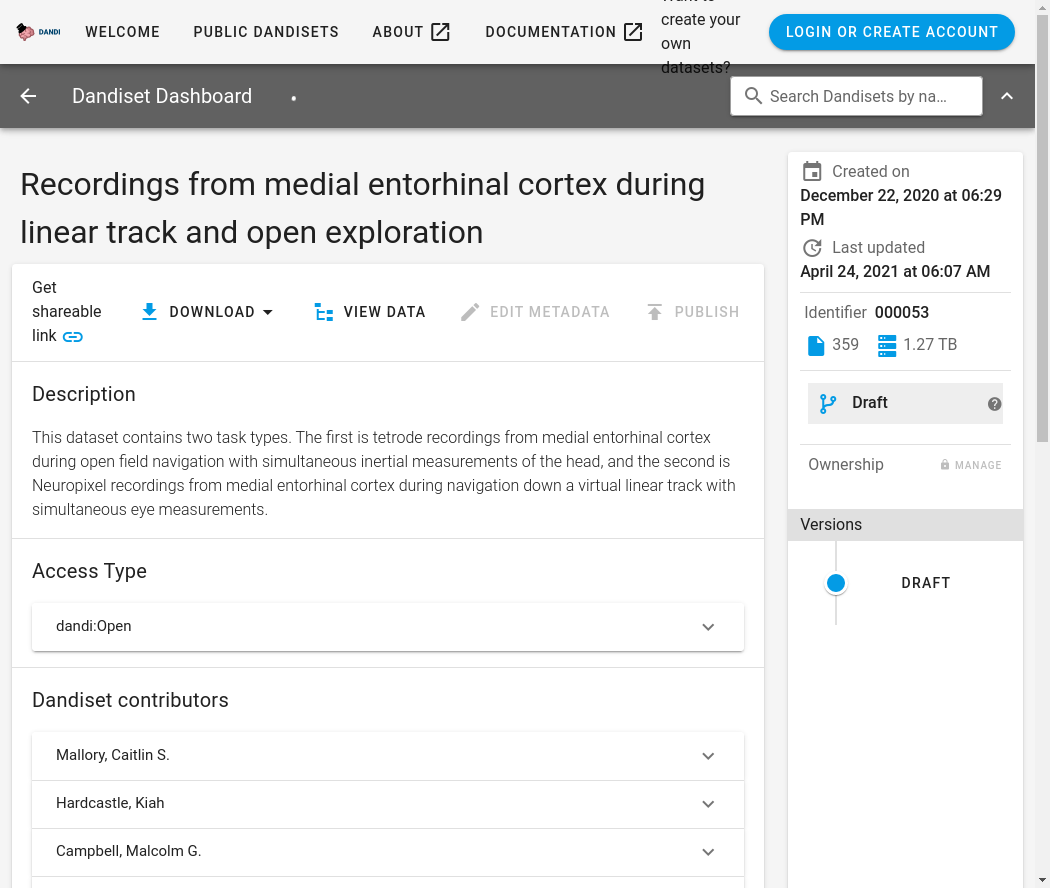 DANDI
WELCOME
PUBLIC DANDISETS
ABOUT
DOCUMENTATION
create your
own
datasets?
LOGIN OR CREATE ACCOUNT
Dandiset Dashboard
Search Dandisets by na…
Recordings from medial entorhinal cortex during
linear track and open exploration
Get
shareable
link
DOWNLOAD
VIEW DATA
EDIT METADATA
PUBLISH
Description
This dataset contains two task types. The first is tetrode recordings from medial entorhinal cortex
during open field navigation with simultaneous inertial measurements of the head, and the second is
Neuropixel recordings from medial entorhinal cortex during navigation down a virtual linear track with
simultaneous eye measurements.
Access Type
dandi:Open
Dandiset contributors
Mallory, Caitlin S.
Hardcastle, Kiah
Campbell, Malcolm G.
Created on
December 22, 2020 at 06:29
PM
Last updated
April 24, 2021 at 06:07 AM
Identifier 000053
359 1.27 TB
Draft
Ownership
MANAGE
Versions
DRAFT